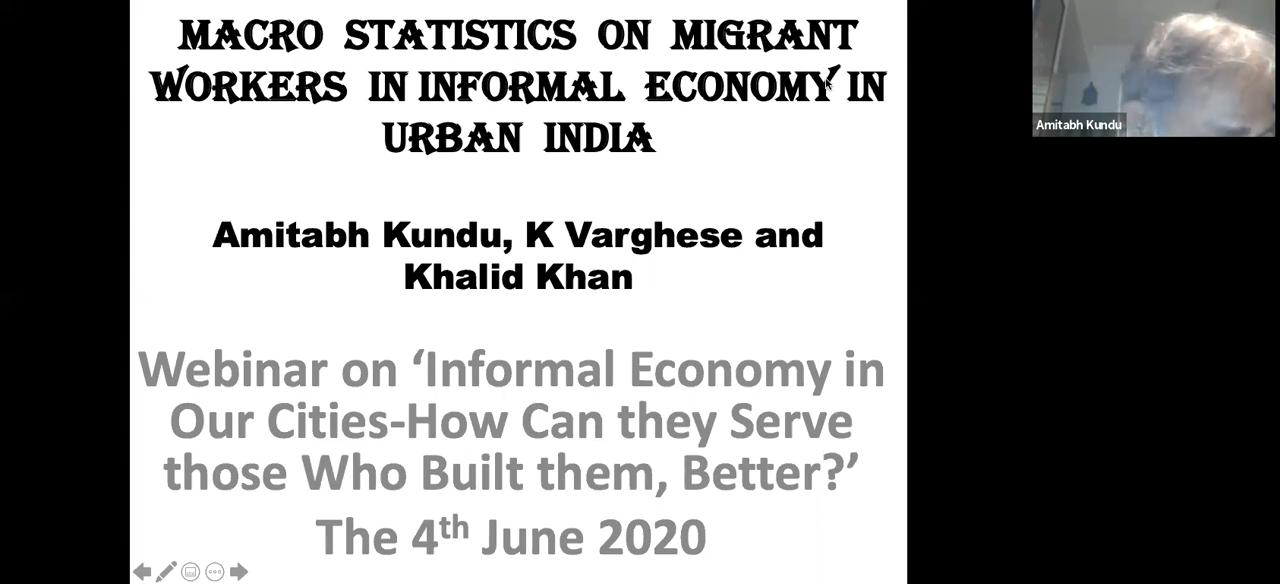 MACRO STATISTICS ON MIGRANT
WORKERS IN INFORMAL ECONOMY IN
URBAN INDIA
Amitabh Kundu, K Varghese and
Khalid Khan
Webinar on ‘Informal Economy in
Our Cities-How Can they Serve
those Who Built them, Better?’
The 4th June 2020
Amitabh Kundu